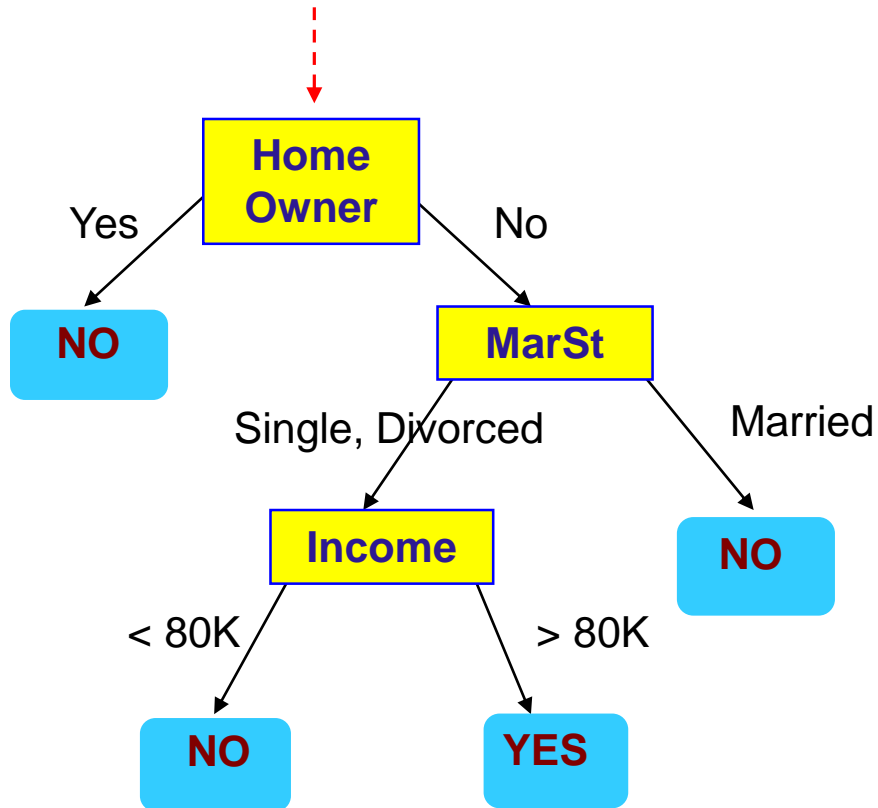 Home
Owner
Yes
No
NO
MarSt
Single, Divorced
Married
Income
NO
< 80K
> 80K
NO
YES